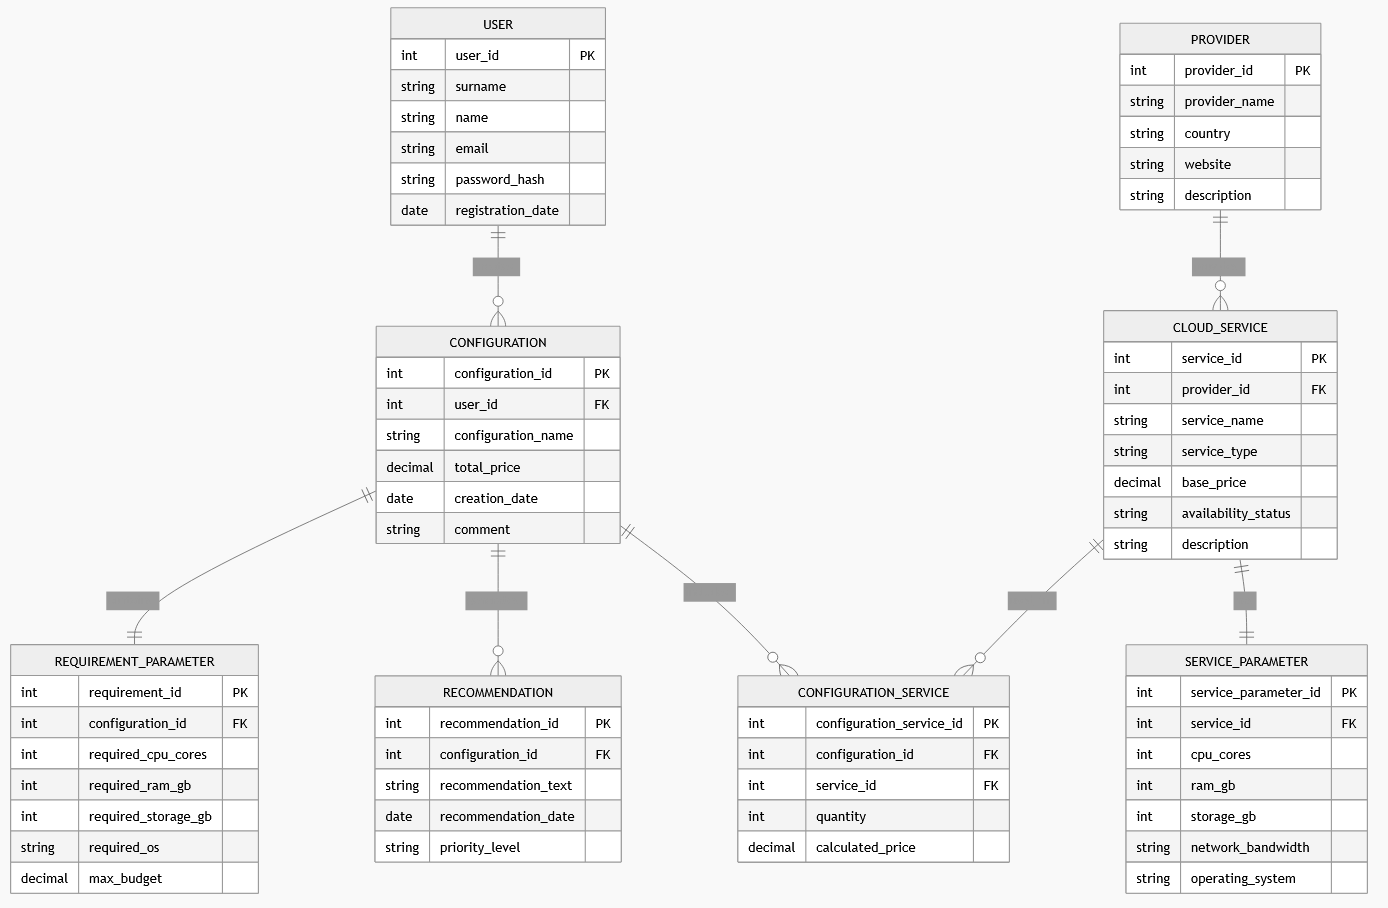 USER
int user_id PK
string surname
string name
string email
string password_hash
date registration_date
PROVIDER
int provider_id PK
string provider_name
string country
string website
string description
CONFIGURATION
int configuration_id PK
int user_id FK
string configuration_name
decimal total_price
date creation_date
string comment
CLOUD_SERVICE
int service_id PK
int provider_id FK
string service_name
string service_type
decimal base_price
string availability_status
string description
REQUIREMENT_PARAMETER
int requirement_id PK
int configuration_id FK
int required_cpu_cores
int required_ram_gb
int required_storage_gb
string required_os
decimal max_budget
RECOMMENDATION
int recommendation_id PK
int configuration_id FK
string recommendation_text
date recommendation_date
string priority_level
CONFIGURATION_SERVICE
int configuration_service_id PK
int configuration_id FK
int service_id FK
int quantity
decimal calculated_price
SERVICE_PARAMETER
int service_parameter_id PK
int service_id FK
int cpu_cores
int ram_gb
int storage_gb
string network_bandwidth
string operating_system